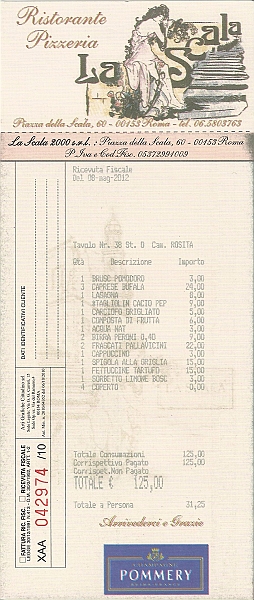 Ristorante
Pizzeria
La Scala
Piazza della Scala, 60 - 00153 Roma - tel. 06.5803763
La Scala 2000 s.r.l. : Piazza della Scala, 60 - 00153 Roma
P. Iva e Cod. Fisc. 05372991009
Ricevuta Fiscale
Del 08-mag-2012
Tavolo Nr. 38 St. D Cam. ROSITA
Qtà Descrizione Importo
1 BRUSC POMODORO 3,00
3 CAPRESE BUFALA 24,00
1 LASAGNA 8,00
1 TAGLIOLIN CACIO PEP 9,00
1 CARCIOFO GRIGLIATO 5,00
1 COMPOSTA DI FRUTTA 6,00
1 ACQUA NAT 3,00
2 BIRRA PERONI 0,40 9,00
2 FRASCATI PALLAVICINI 22,00
1 CAPPUCCINO 3,00
1 SPIGOLA ALLA GRIGLIA 15,00
1 FETTUCCINE TARTUFO 15,00
1 SORBETTO LIMONE BOSC 3,00
COPERTO
Totale Consumazioni 125,00
Corrispettivo Pagato 125,00
Corrispet.Non Pagato
TOTALE € 125,00
Totale a Persona 31,25
Arrivederci e Grazie
CHAMPAGNE
POMMERY
DATI IDENTIFICATIVI CLIENTE
FATTURA RIC. FISC.
RICEVUTA FISCALE
XAA 042974 /10